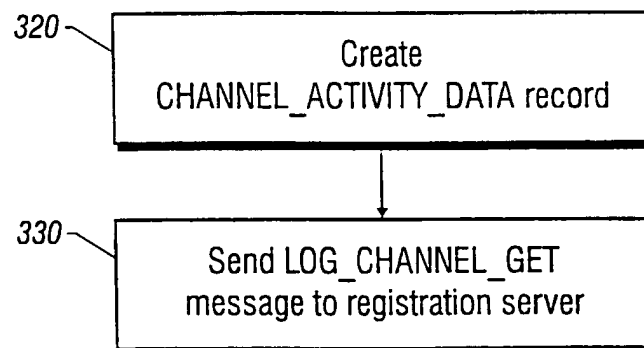 320
Create
CHANNEL_ACTIVITY_DATA record
330
Send LOG_CHANNEL_GET
message to registration server